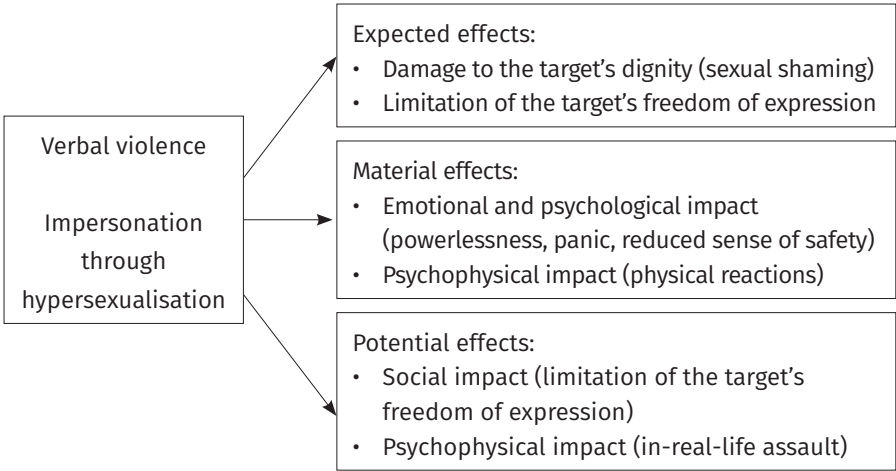 Verbal violence
Impersonation
through
hypersexualisation
Expected effects:
• Damage to the target’s dignity (sexual shaming)
• Limitation of the target’s freedom of expression
Material effects:
• Emotional and psychological impact
(powerlessness, panic, reduced sense of safety)
• Psychophysical impact (physical reactions)
Potential effects:
• Social impact (limitation of the target’s
freedom of expression)
• Psychophysical impact (in-real-life assault)